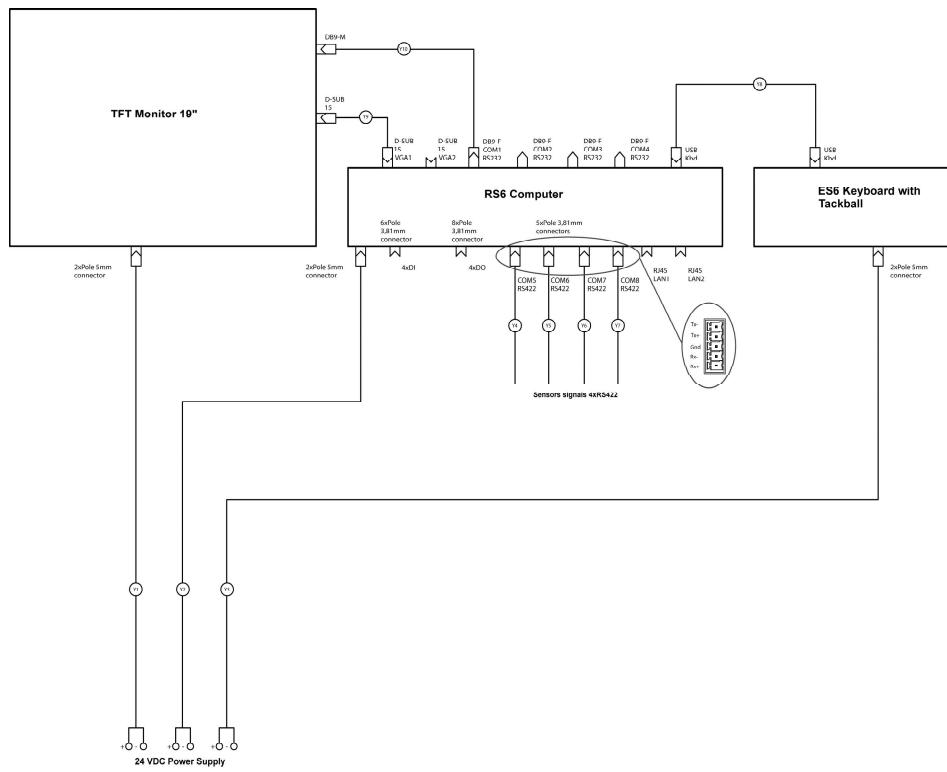 DB9-M
Y10
TFT Monitor 19"
D-SUB
15
Y9
Y8
D-SUB
15
VGA1
D-SUB
15
VGA2
DB9-F
COM1
RS232
DB9-F
COM2
RS232
DB9-F
COM3
RS232
DB9-F
COM4
RS232
USB
Kbd
USB
Kbd
RS6 Computer
ES6 Keyboard with
Tackball
6xPole
3,81mm
connector
8xPole
3,81mm
connector
5xPole 3,81mm
connectors
2xPole 5mm
connector
2xPole 5mm
connector
4xDI
4xDO
COM5
RS422
COM6
RS422
COM7
RS422
COM8
RS422
RJ45
LAN1
RJ45
LAN2
2xPole 5mm
connector
Y4
Y5
Y6
Y7
Tx-
Tx+
Gnd
Rx-
Rx+
Sensors signals 4xRS422
Y1
+ -
+ -
+ -
24 VDC Power Supply